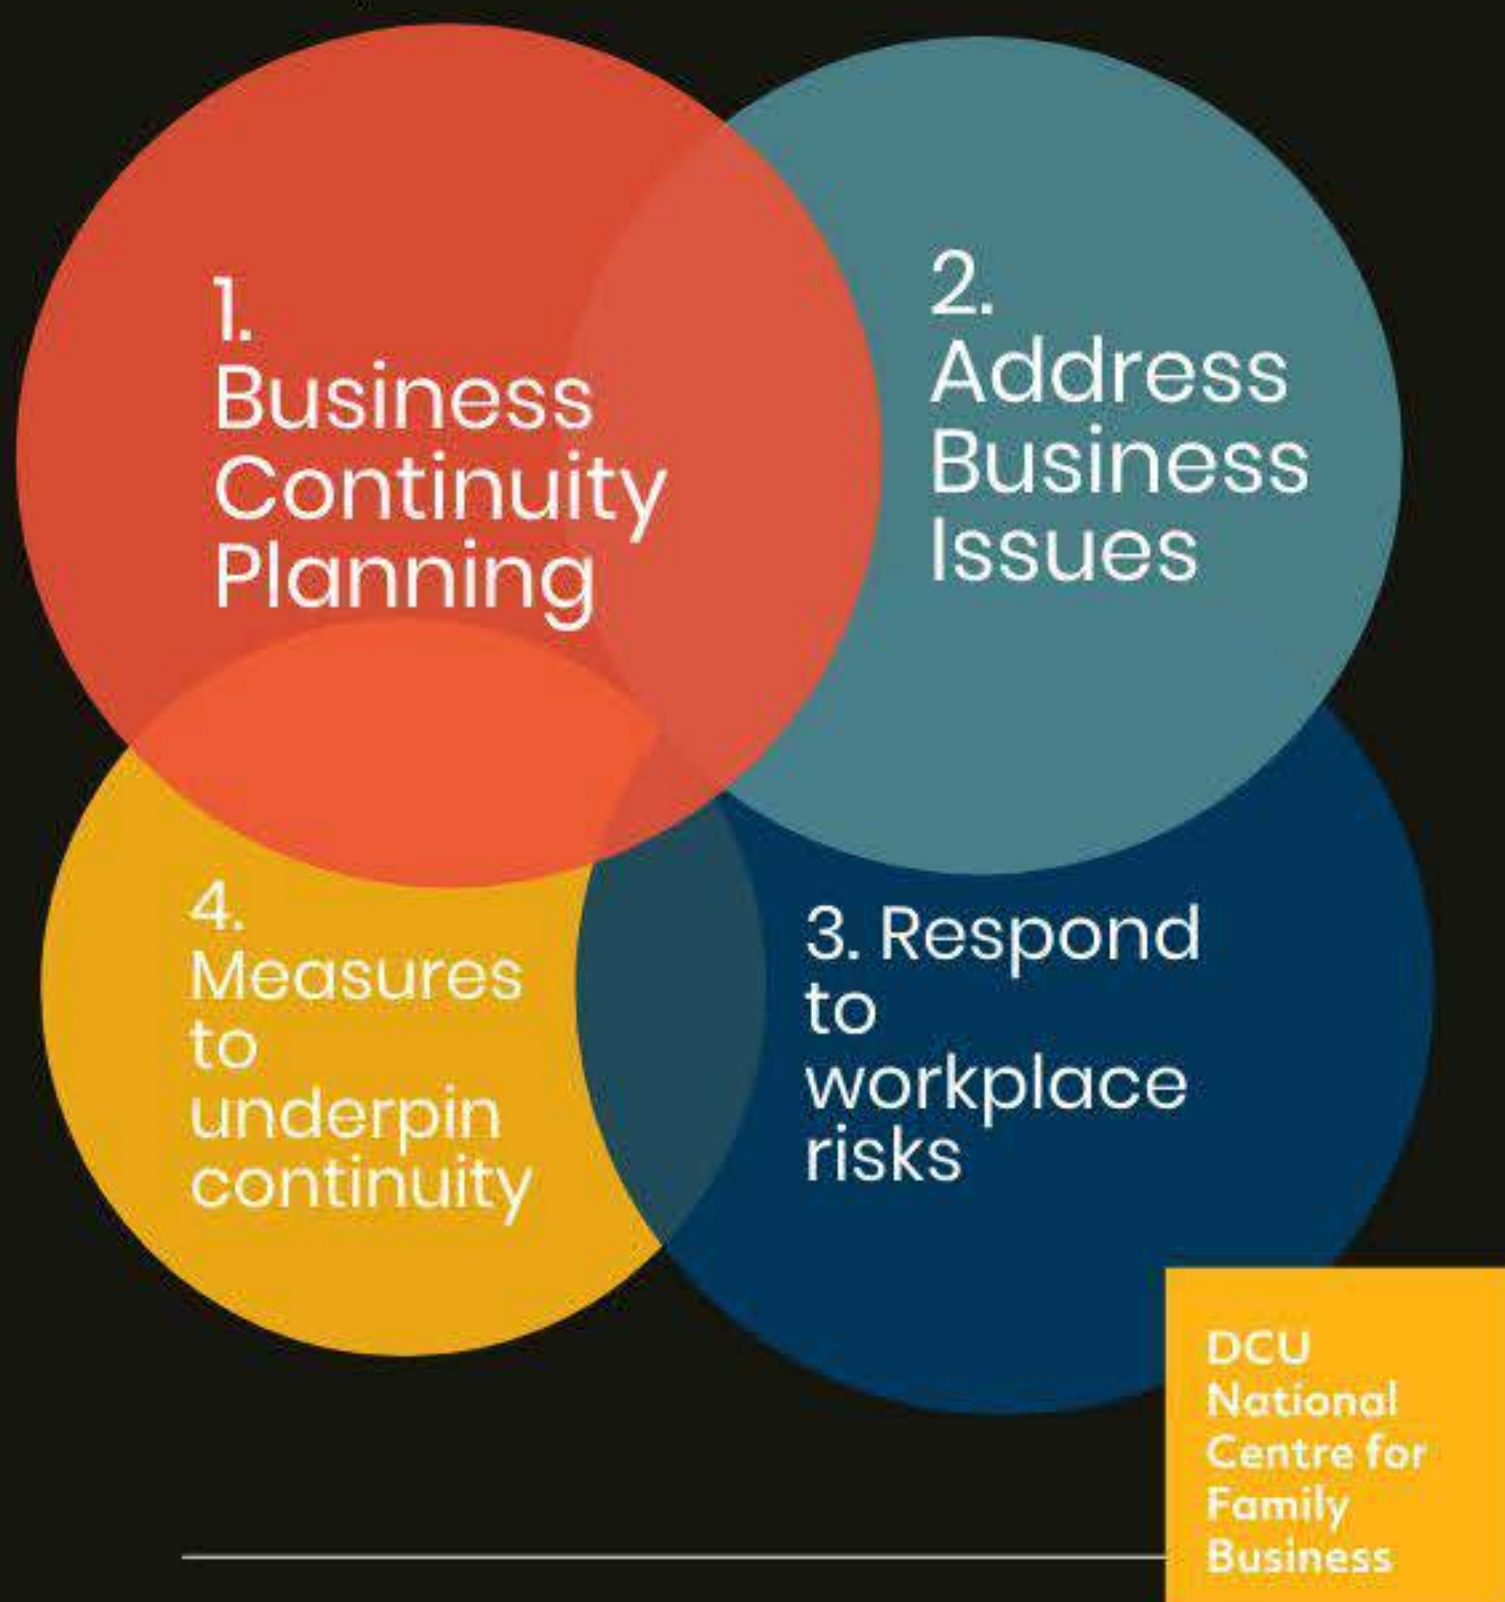 1.
Business
Continuity
Planning
2.
Address
Business
Issues
3. Respond
to
workplace
risks
4.
Measures
to
underpin
continuity
DCU
National
Centre for
Family
Business